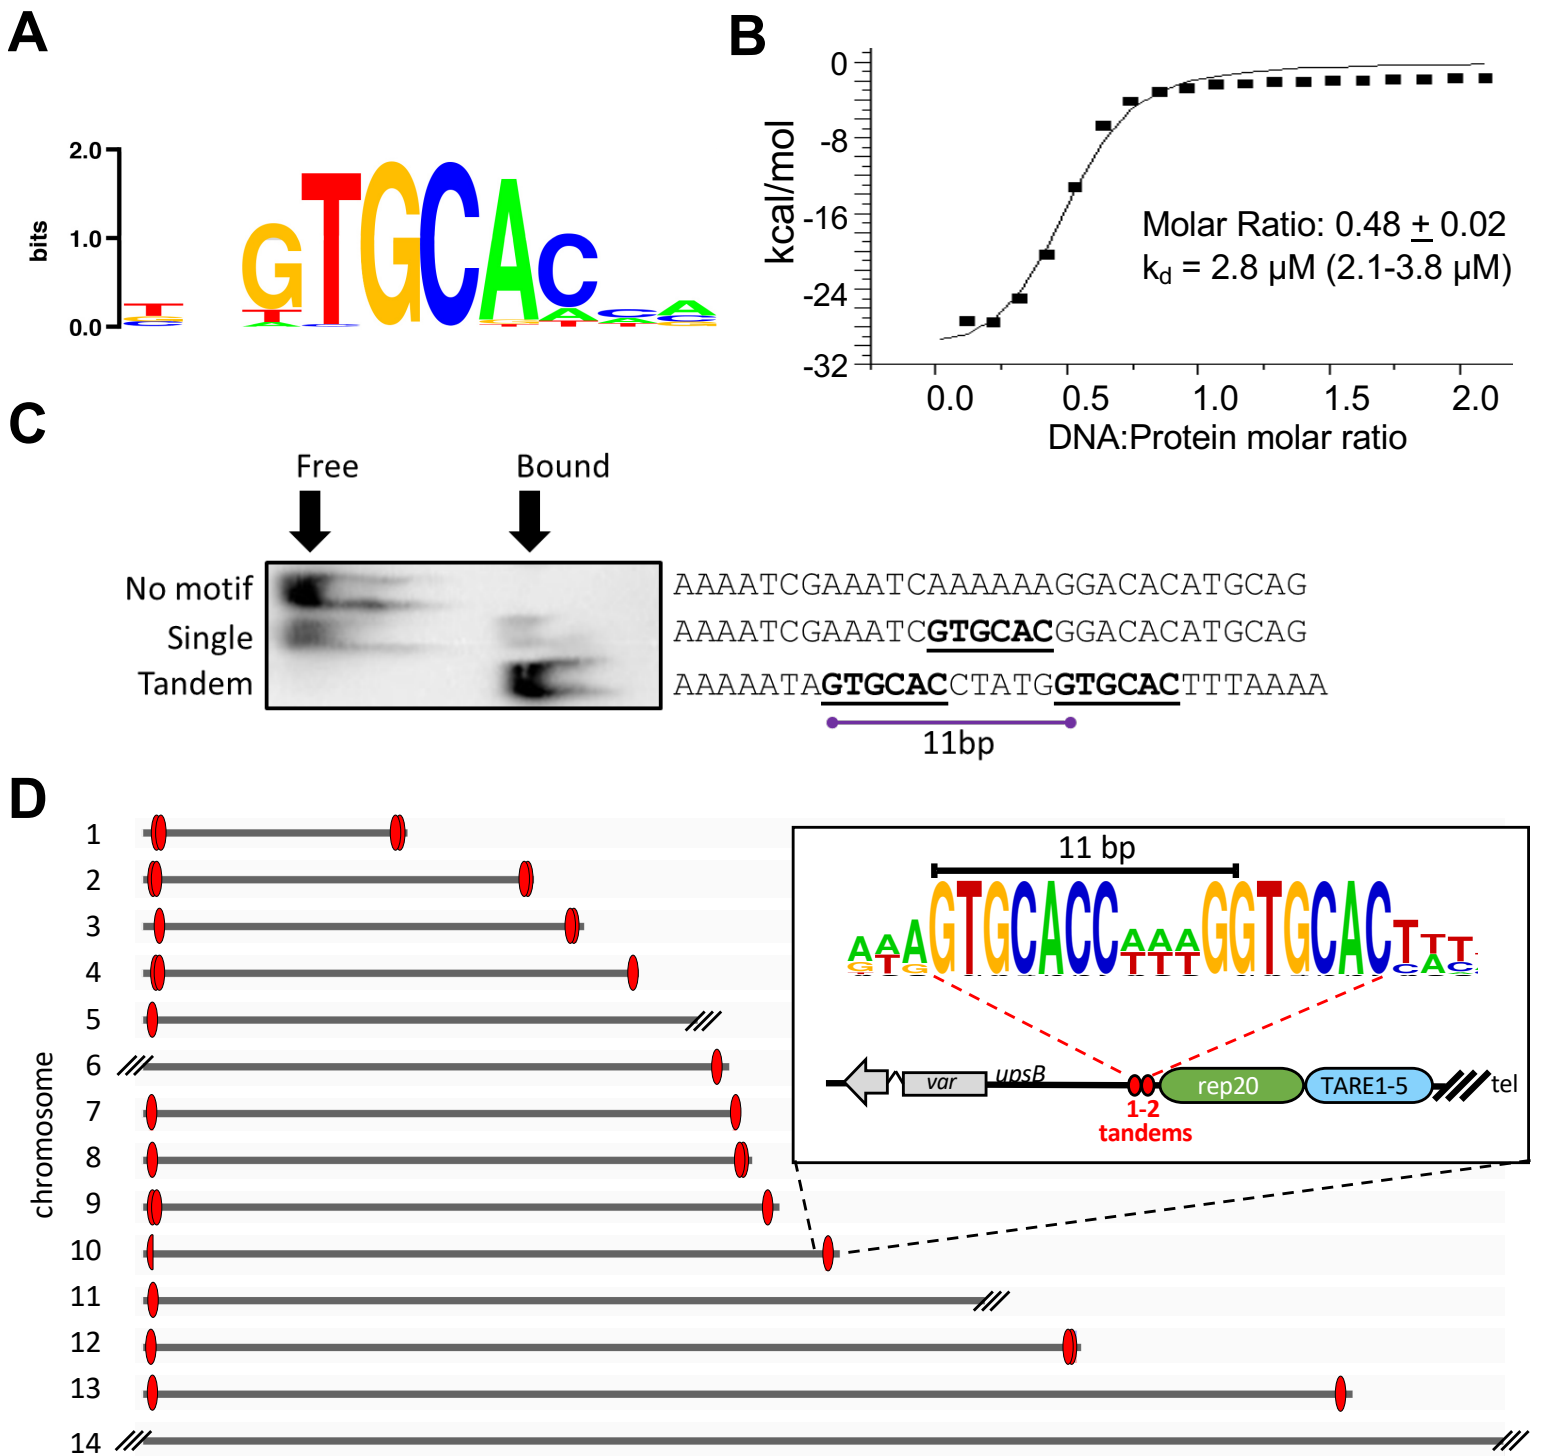 A
2.0
1.0
0.0
bits
GTGCAC
B
0
-8
-16
-24
-32
kcal/mol
Molar Ratio: 0.48 ± 0.02
kd = 2.8 µM (2.1-3.8 µM)
0.0 0.5 1.0 1.5 2.0
DNA:Protein molar ratio
C
Free Bound
No motif AAAATCGAAATCAAAAAAGGACACATGCAG
Single AAAATCGAAATCGTGCACGGACACATGCAG
Tandem AAAAATAGTGCACCTATGGTGCACTTTAAAA
11bp
D
chromosome
1
2
3
4
5
6
7
8
9
10
11
12
13
14
11 bp
AAAGTGCACCAAAGGTGCACTTT
var upsB rep20 TARE1-5 tel
1-2
tandems